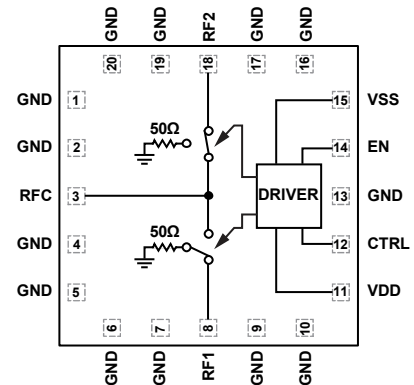 GND
GND
RF2
GND
GND
20
19
18
17
16
GND 1
GND 2
RFC 3
GND 4
GND 5
50Ω
50Ω
DRIVER
15 VSS
14 EN
13 GND
12 CTRL
11 VDD
6
7
8
9
10
GND
GND
RF1
GND
GND